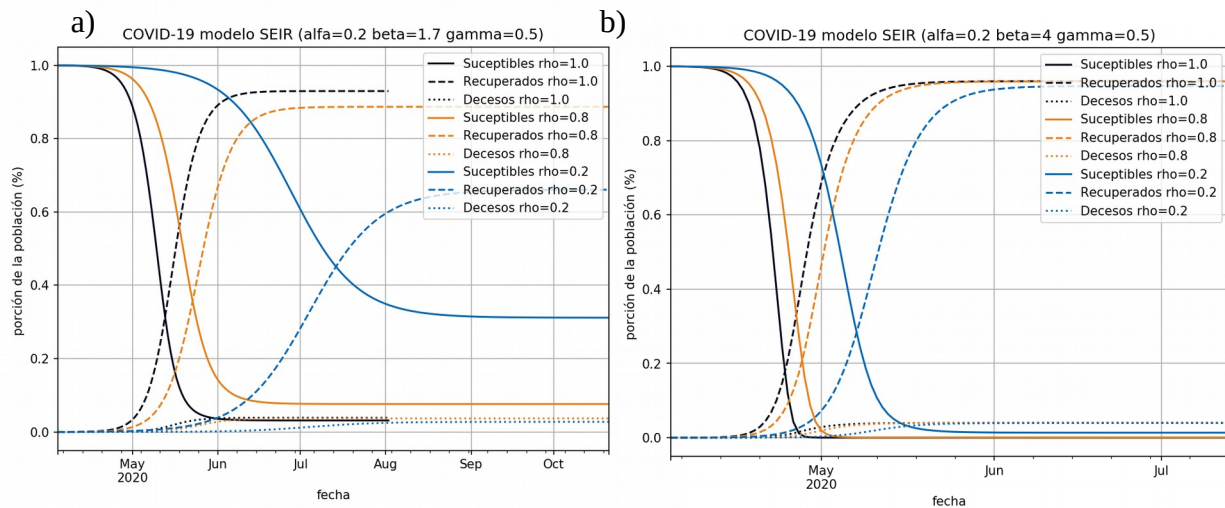 a)
COVID-19 modelo SEIR (alfa=0.2 beta=1.7 gamma=0.5)
Suceptibles rho=1.0
Recuperados rho=1.0
Decesos rho=1.0
Suceptibles rho=0.8
Recuperados rho=0.8
Decesos rho=0.8
Suceptibles rho=0.2
Recuperados rho=0.2
Decesos rho=0.2
porción de la población (%)
1.0
0.8
0.6
0.4
0.2
0.0
May
2020
Jun
Jul
Aug
Sep
Oct
fecha
b)
COVID-19 modelo SEIR (alfa=0.2 beta=4 gamma=0.5)
Suceptibles rho=1.0
Recuperados rho=1.0
Decesos rho=1.0
Suceptibles rho=0.8
Recuperados rho=0.8
Decesos rho=0.8
Suceptibles rho=0.2
Recuperados rho=0.2
Decesos rho=0.2
porción de la población (%)
1.0
0.8
0.6
0.4
0.2
0.0
May
2020
Jun
Jul
fecha